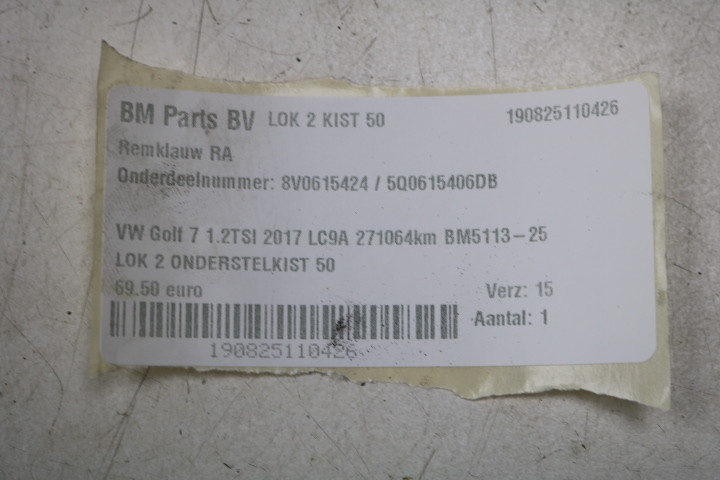 BM Parts BV LOK 2 KIST 50 190825110426
Remklauw RA
Onderdeelnummer: 8V0615424 / 5Q0615406DB
VW Golf 7 1.2TSI 2017 LC9A 271064km BM5113-25
LOK 2 ONDERSTELKIST 50
69.50 euro Verz: 15
Aantal: 1
190825110426